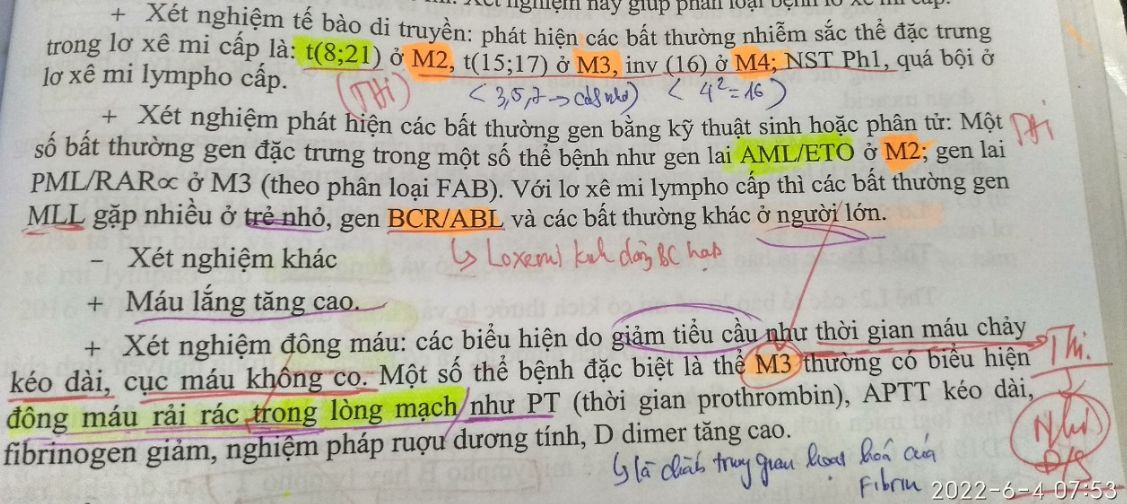 Xét nghiệm này giúp phân loại bệnh lơ xê mi cấp.
+ Xét nghiệm tế bào di truyền: phát hiện các bất thường nhiễm sắc thể đặc trưng
trong lơ xê mi cấp là: t(8;21) ở M2, t(15;17) ở M3, inv (16) ở M4; NST Ph1, quá bội ở
lơ xê mi lympho cấp.
(Thi)
(3,5,7 → cđ8 nhỏ)
(4²=16)
+ Xét nghiệm phát hiện các bất thường gen bằng kỹ thuật sinh hoặc phân tử: Một
Thi
số bất thường gen đặc trưng trong một số thể bệnh như gen lai AML/ETO ở M2; gen lai
PML/RAR∝ ở M3 (theo phân loại FAB). Với lơ xê mi lympho cấp thì các bất thường gen
MLL gặp nhiều ở trẻ nhỏ, gen BCR/ABL và các bất thường khác ở người lớn.
- Xét nghiệm khác
↳ Loxemi kinh dòng BC hạt
+ Máu lắng tăng cao.
+ Xét nghiệm đông máu: các biểu hiện do giảm tiểu cầu như thời gian máu chảy
Thi.
kéo dài, cục máu không co. Một số thể bệnh đặc biệt là thể M3 thường có biểu hiện
đông máu rải rác trong lòng mạch như PT (thời gian prothrombin), APTT kéo dài,
fibrinogen giảm, nghiệm pháp rượu dương tính, D dimer tăng cao.
Nhớ
Đ/S
↳ là chất trung gian hoạt hoá của
Fibrin
2022-6-4 07:53